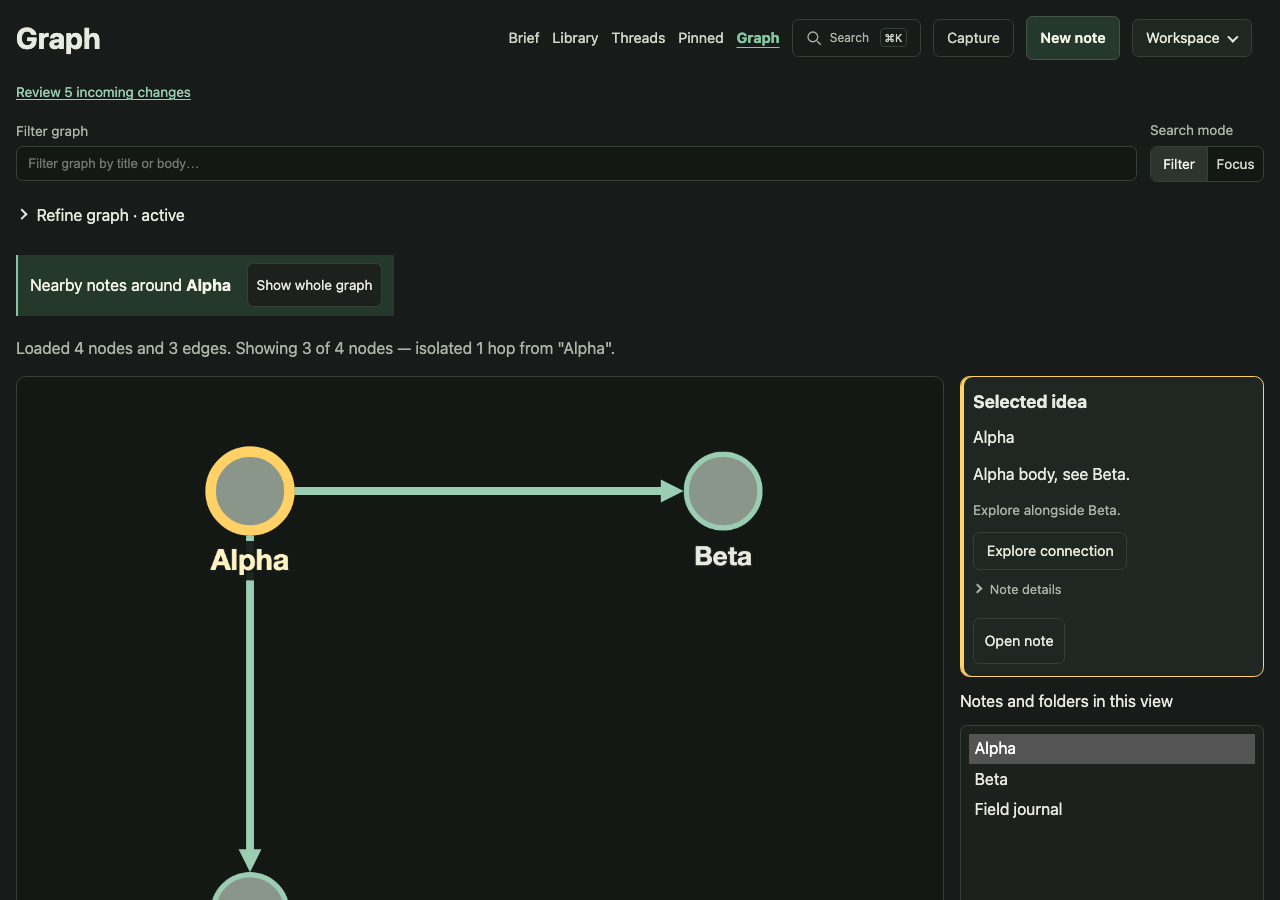 Graph
Brief Library Threads Pinned Graph Search ⌘K Capture New note Workspace
Review 5 incoming changes
Filter graph
Search mode
Filter graph by title or body…
Filter Focus
Refine graph · active
Nearby notes around Alpha Show whole graph
Loaded 4 nodes and 3 edges. Showing 3 of 4 nodes — isolated 1 hop from "Alpha".
Alpha
Beta
Selected idea
Alpha
Alpha body, see Beta.
Explore alongside Beta.
Explore connection
Note details
Open note
Notes and folders in this view
Alpha
Beta
Field journal